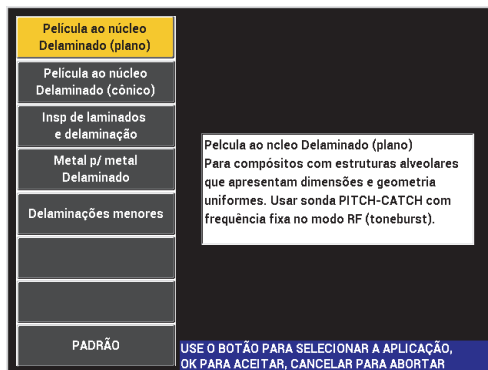 Película ao núcleo
Delaminado (plano)
Película ao núcleo
Delaminado (cônico)
Insp de laminados
e delaminação
Metal p/ metal
Delaminado
Delaminações menores
PADRÃO
Pelcula ao ncleo Delaminado (plano)
Para compósitos com estruturas alveolares
que apresentam dimensões e geometria
uniformes. Usar sonda PITCH-CATCH com
frequência fixa no modo RF (toneburst).
USE O BOTÃO PARA SELECIONAR A APLICAÇÃO,
OK PARA ACEITAR, CANCELAR PARA ABORTAR